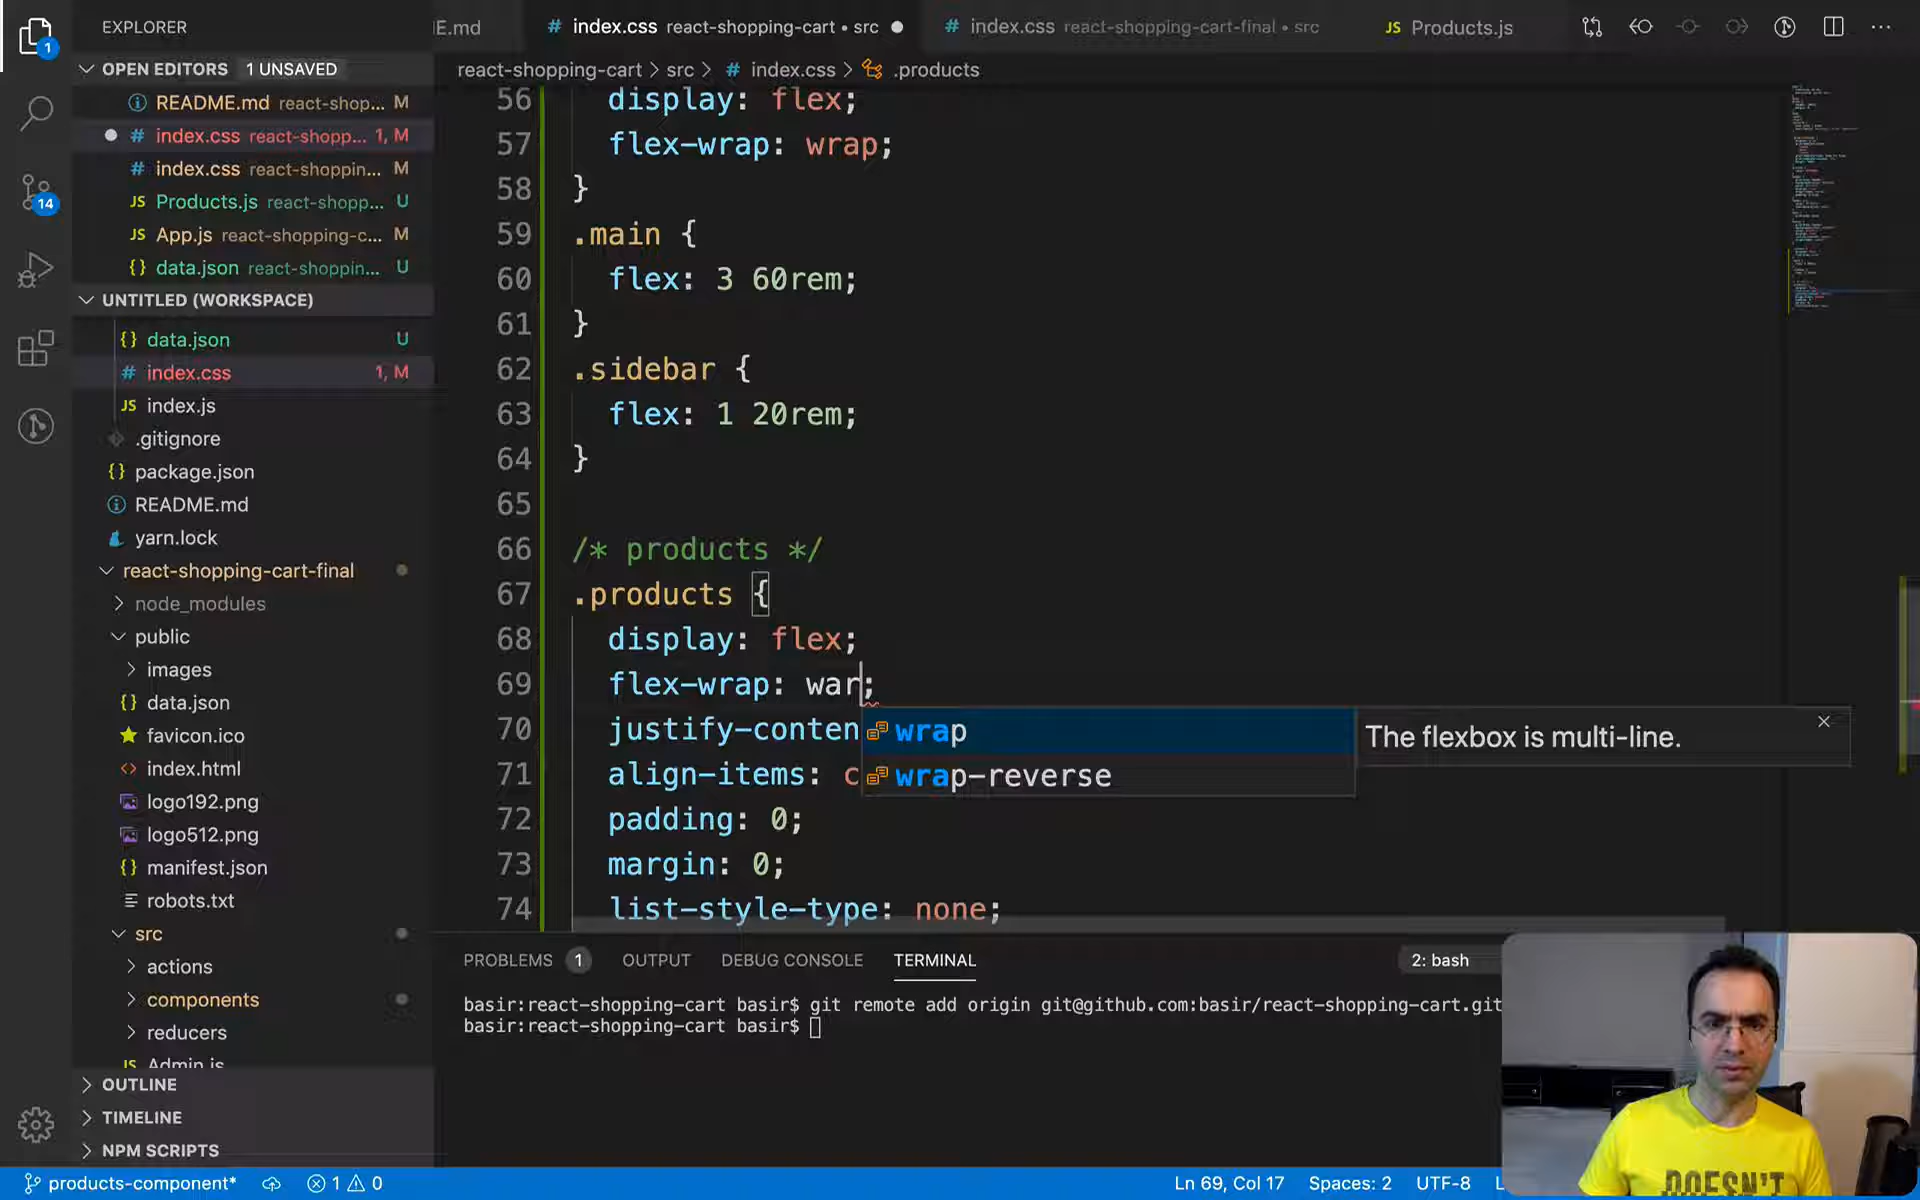 EXPLORER
E.md
# index.css react-shopping-cart • src
# index.css react-shopping-cart-final • src
JS Products.js
OPEN EDITORS 1 UNSAVED
react-shopping-cart > src > # index.css > .products
README.md react-shop... M
# index.css react-shopp... 1, M
# index.css react-shoppin... M
JS Products.js react-shopp... U
JS App.js react-shopping-c... M
{} data.json react-shoppin... U
UNTITLED (WORKSPACE)
{} data.json U
# index.css 1, M
JS index.js
.gitignore
{} package.json
README.md
yarn.lock
react-shopping-cart-final
node_modules
public
images
{} data.json
favicon.ico
<> index.html
logo192.png
logo512.png
{} manifest.json
robots.txt
src
actions
components
reducers
JS Admin.js
OUTLINE
TIMELINE
NPM SCRIPTS
1
14
56 display: flex;
57 flex-wrap: wrap;
58 }
59 .main {
60 flex: 3 60rem;
61 }
62 .sidebar {
63 flex: 1 20rem;
64 }
65
66 /* products */
67 .products {
68 display: flex;
69 flex-wrap: war;
70 justify-conten
71 align-items: c
72 padding: 0;
73 margin: 0;
74 list-style-type: none;
wrap
wrap-reverse
The flexbox is multi-line.
PROBLEMS 1 OUTPUT DEBUG CONSOLE TERMINAL 2: bash
basir:react-shopping-cart basir$ git remote add origin git@github.com:basir/react-shopping-cart.git
basir:react-shopping-cart basir$
DOESN'T
products-component* 1 0 Ln 69, Col 17 Spaces: 2 UTF-8 L